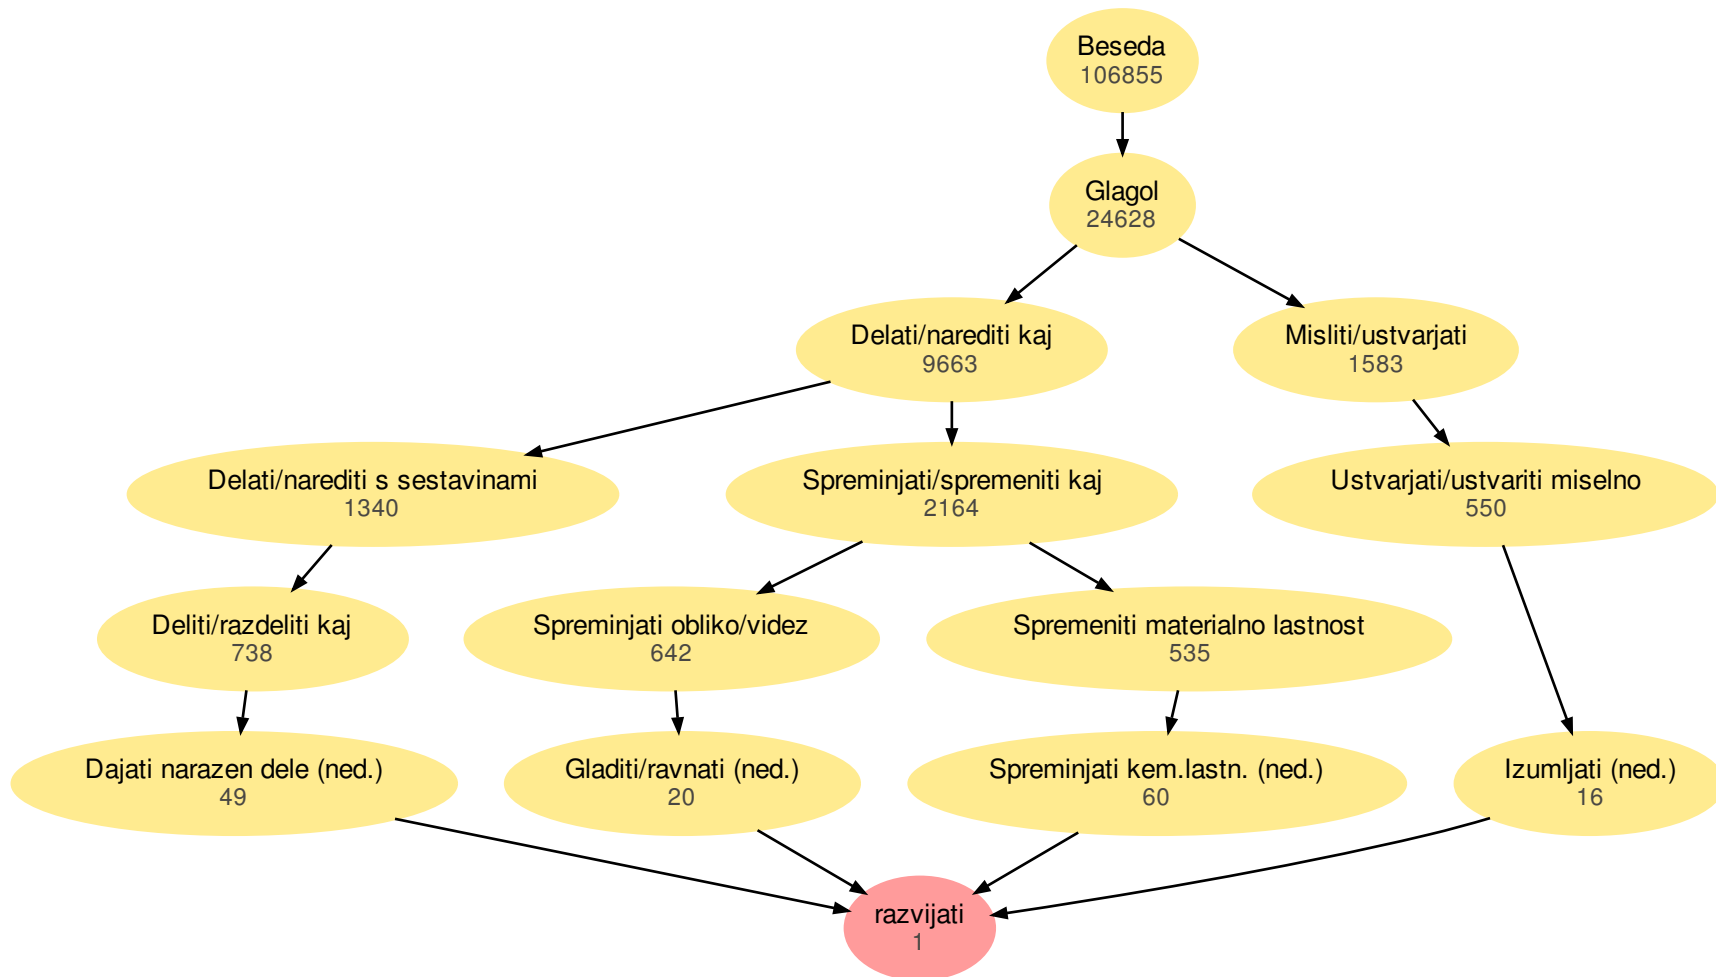 Beseda
106855
Glagol
24628
Delati/narediti kaj
9663
Misliti/ustvarjati
1583
Delati/narediti s sestavinami
1340
Spreminjati/spremeniti kaj
2164
Ustvarjati/ustvariti miselno
550
Deliti/razdeliti kaj
738
Spreminjati obliko/videz
642
Spremeniti materialno lastnost
535
Dajati narazen dele (ned.)
49
Gladiti/ravnati (ned.)
20
Spreminjati kem.lastn. (ned.)
60
Izumljati (ned.)
16
razvijati
1